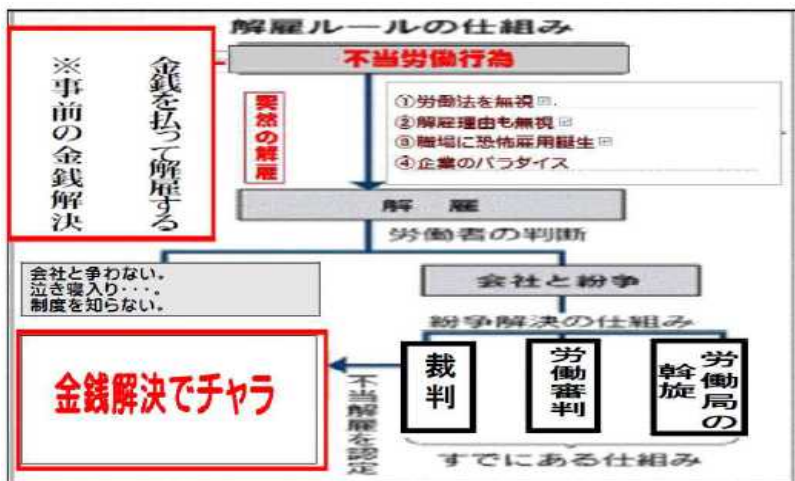 解雇ルールの仕組み
金銭を払って解雇する
※事前の金銭解決
不当労働行為
突然の解雇
①労働法を無視
②解雇理由も無視
③職場に恐怖雇用誕生
④企業のパラダイス
解 雇
労働者の判断
会社と争わない。
泣き寝入り・・・。
制度を知らない。
会社と紛争
紛争解決の仕組み
裁判
労働審判
労働局の
斡旋
金銭解決でチャラ
不当解雇を認定
すでにある仕組み